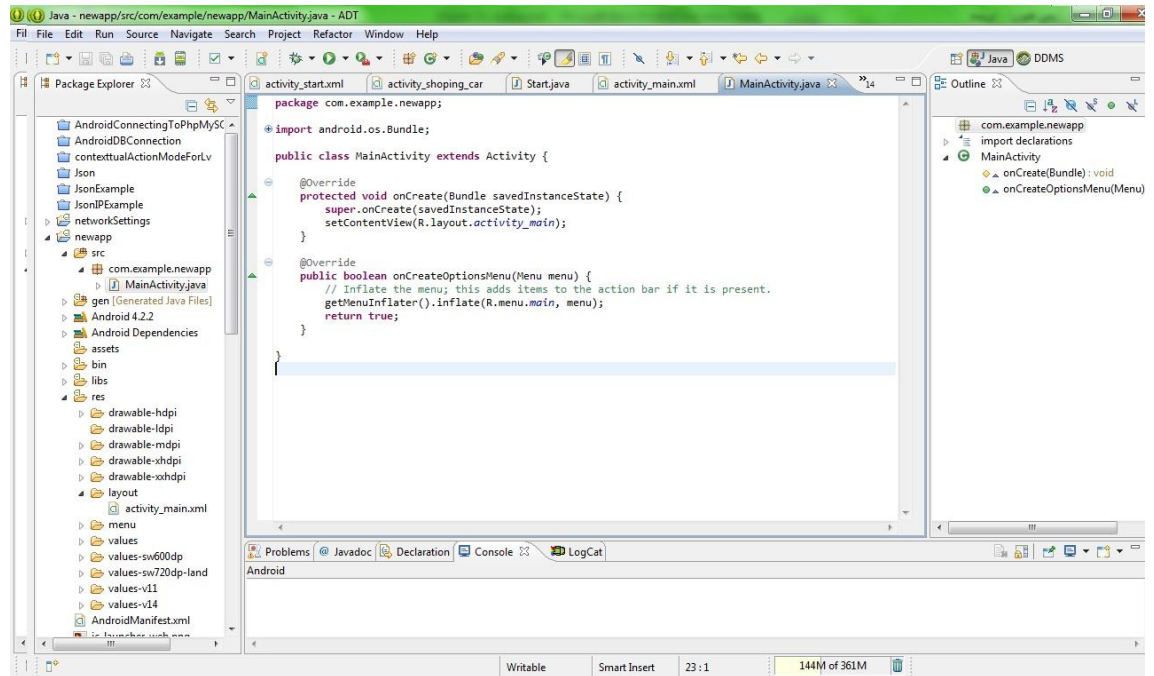 Java - newapp/src/com/example/newapp/MainActivity.java - ADT
Fil File Edit Run Source Navigate Search Project Refactor Window Help
Java DDMS
Package Explorer
AndroidConnectingToPhpMySC
AndroidDBConnection
contexttualActionModeForLv
Json
JsonExample
JsonIPExample
networkSettings
newapp
src
com.example.newapp
MainActivity.java
gen [Generated Java Files]
Android 4.2.2
Android Dependencies
assets
bin
libs
res
drawable-hdpi
drawable-ldpi
drawable-mdpi
drawable-xhdpi
drawable-xxhdpi
layout
activity_main.xml
menu
values
values-sw600dp
values-sw720dp-land
values-v11
values-v14
AndroidManifest.xml
activity_start.xml activity_shoping_car Start.java activity_main.xml MainActivity.java 14
package com.example.newapp;
import android.os.Bundle;
public class MainActivity extends Activity {
@Override
protected void onCreate(Bundle savedInstanceState) {
super.onCreate(savedInstanceState);
setContentView(R.layout.activity_main);
}
@Override
public boolean onCreateOptionsMenu(Menu menu) {
// Inflate the menu; this adds items to the action bar if it is present.
getMenuInflater().inflate(R.menu.main, menu);
return true;
}
}
Outline
com.example.newapp
import declarations
MainActivity
onCreate(Bundle) : void
onCreateOptionsMenu(Menu)
Problems @ Javadoc Declaration Console LogCat
Android
Writable Smart Insert 23 : 1 144M of 361M